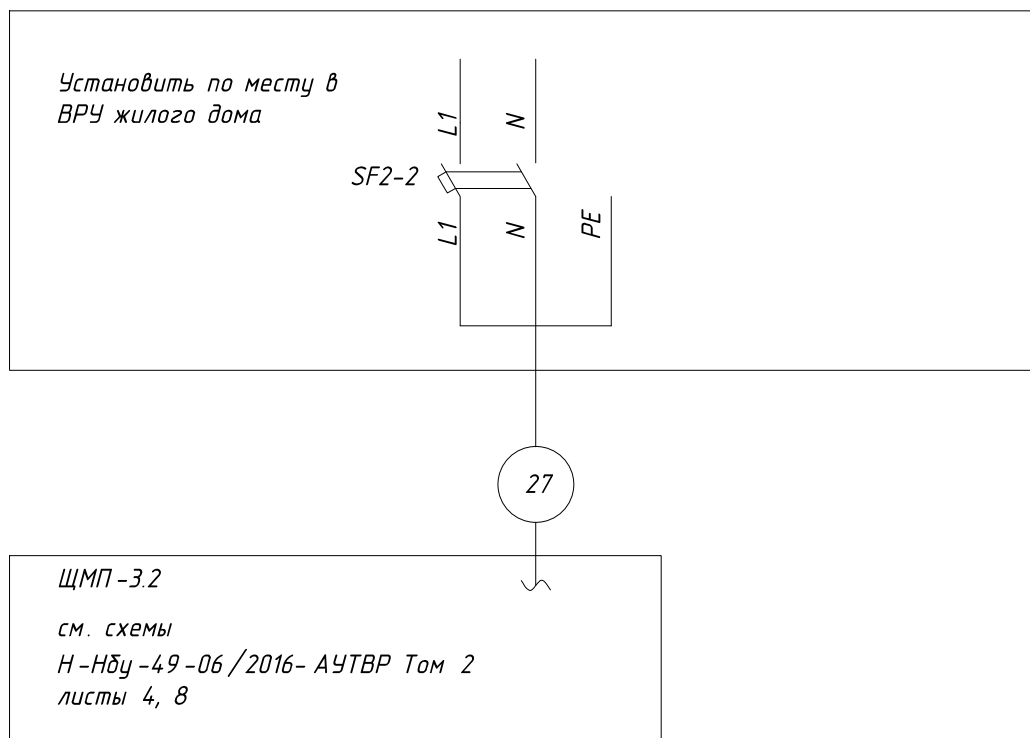 Установить по месту в
ВРУ жилого дома
L1
N
SF2-2
L1
N
PE
27
ЩМП-3.2
см. схемы
Н-Нбу-49-06/2016-АУТВР Том 2
листы 4, 8